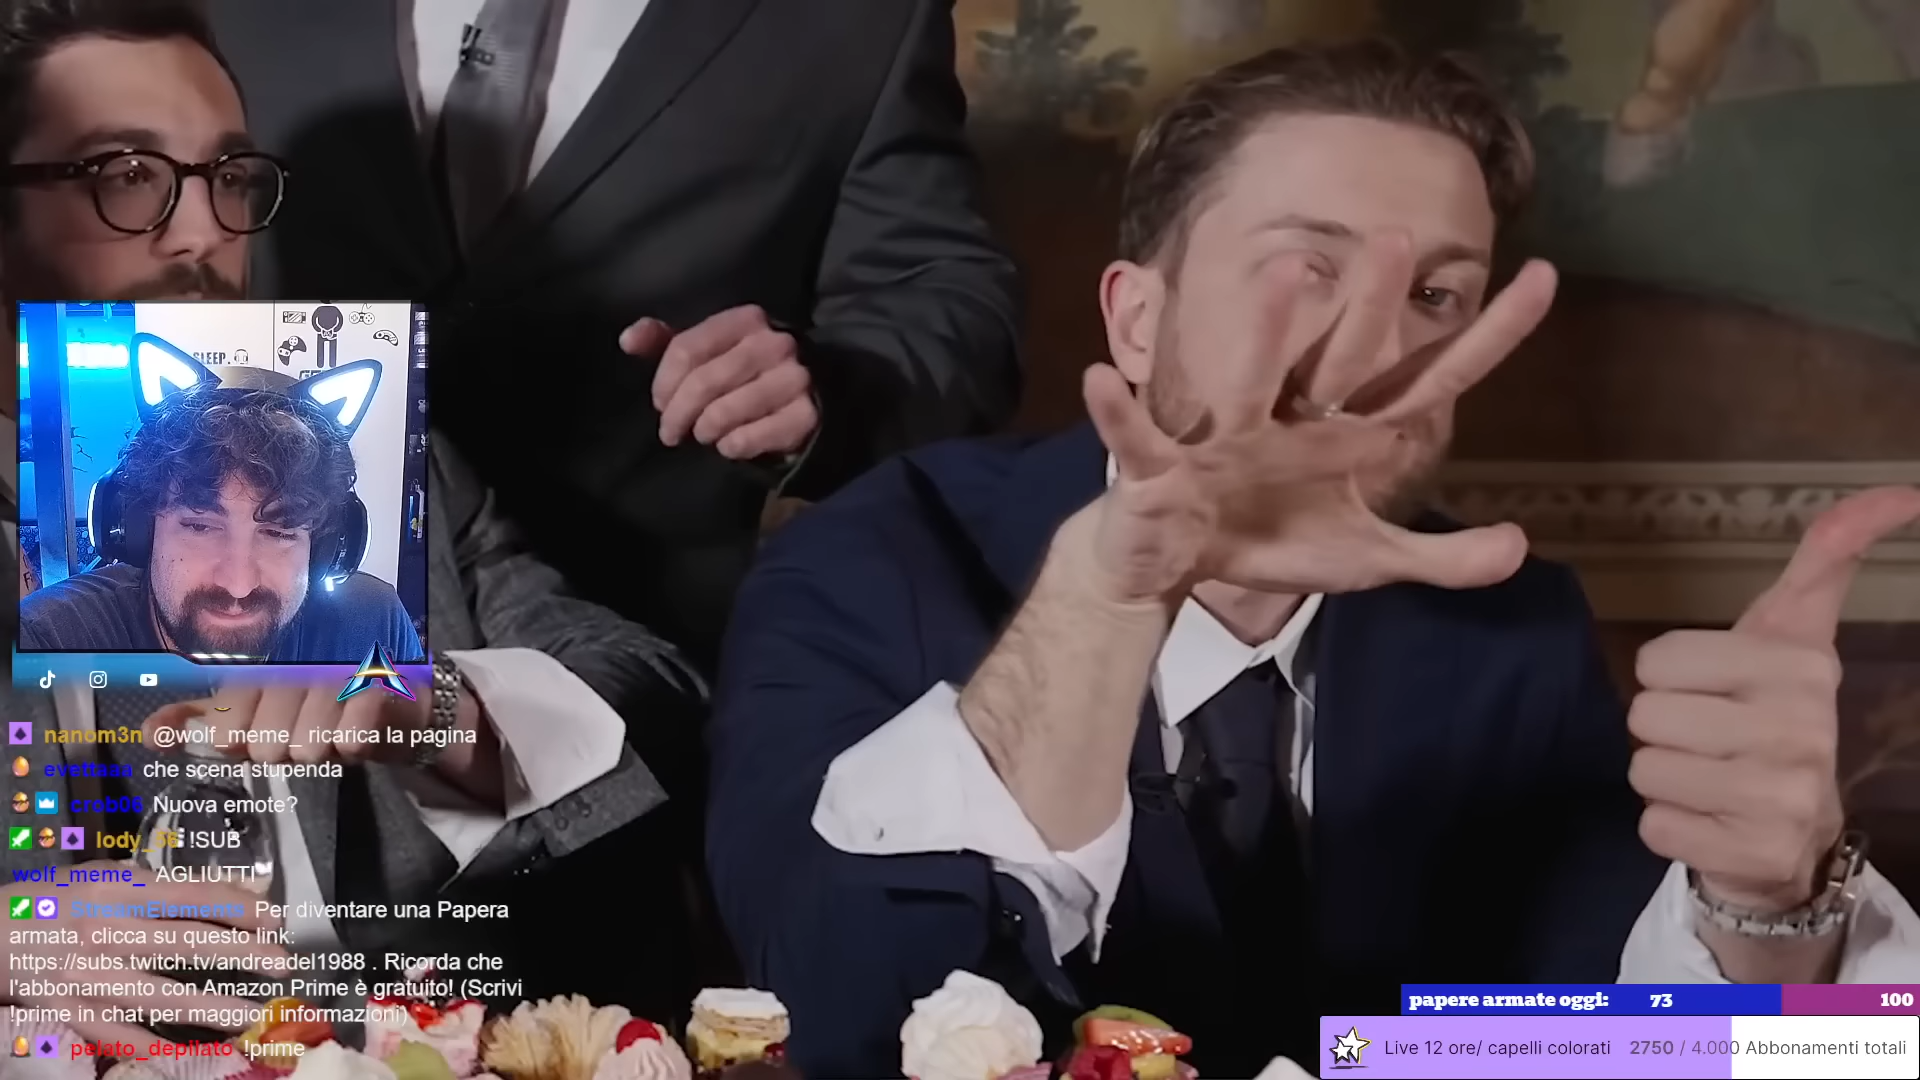 SLEEP.
nanom3n @wolf_meme_ ricarica la pagina
evettaaa che scena stupenda
crob06 Nuova emote?
!SUB
wolf_meme_ AGLIUTTI
StreamElements Per diventare una Papera
armata, clicca su questo link:
https://subs.twitch.tv/andreadel1988 . Ricorda che
l'abbonamento con Amazon Prime è gratuito! (Scrivi
!prime in chat per maggiori informazioni)
pelato_depilato !prime
papere armate oggi: 73 100
Live 12 ore/ capelli colorati 2750 / 4.000 Abbonamenti totali